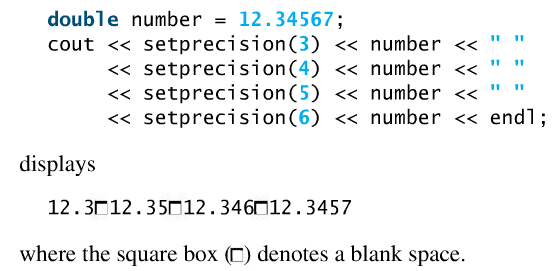 double number = 12.34567;
cout << setprecision(3) << number << " "
<< setprecision(4) << number << " "
<< setprecision(5) << number << " "
<< setprecision(6) << number << endl;
displays
12.3□12.35□12.346□12.3457
where the square box (□) denotes a blank space.